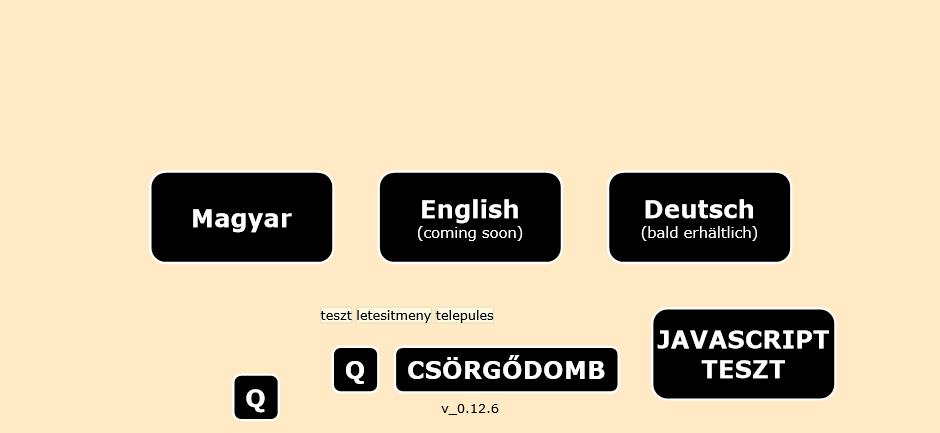 Magyar
English
(coming soon)
Deutsch
(bald erhältlich)
teszt letesitmeny telepules
JAVASCRIPT
TESZT
Q
CSÖRGŐDOMB
Q
v_0.12.6